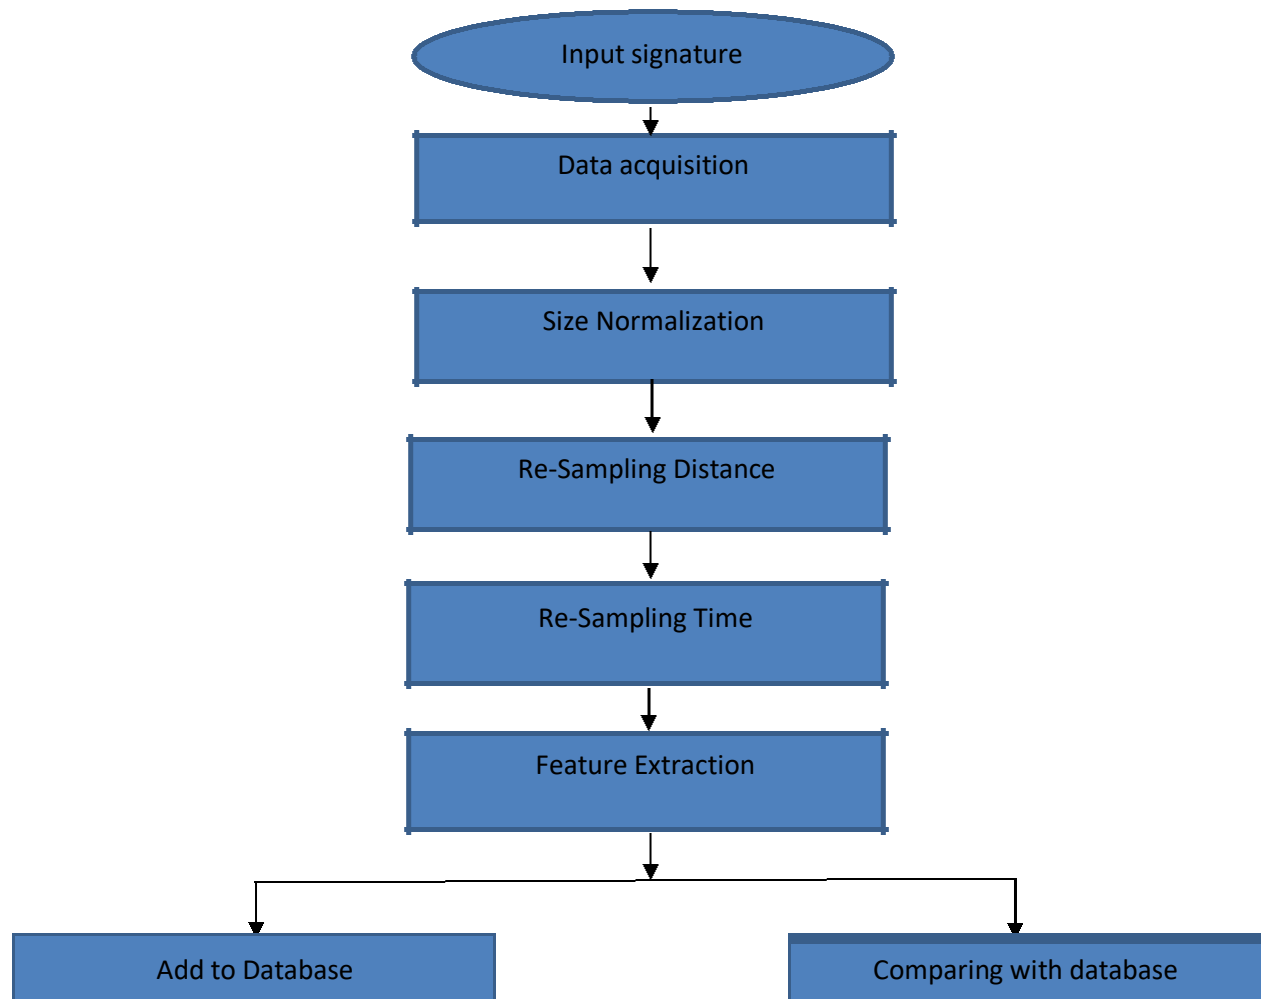 Input signature
Data acquisition
Size Normalization
Re-Sampling Distance
Re-Sampling Time
Feature Extraction
Add to Database
Comparing with database